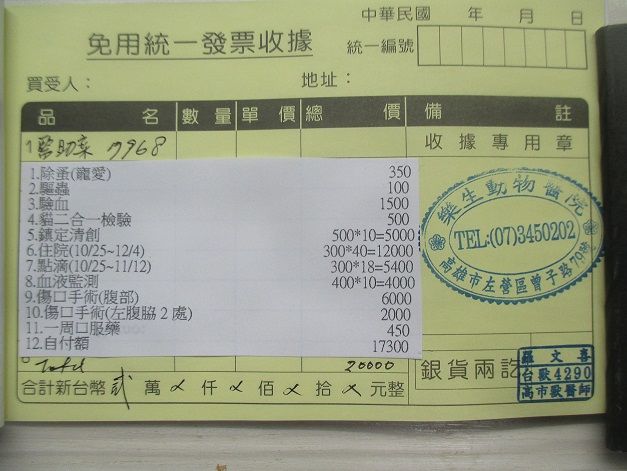 中華民國 年 月 日
免用統一發票收據
統一編號
買受人： 地址：
品名 數量 單價 總價 備註
收據專用章
1 7968
1.除蚤(寵愛) 350
2.驅蟲 100
3.驗血 1500
4.貓二合一檢驗 500
5.鎮定清創 500*10=5000
6.住院(10/25~12/4) 300*40=12000
7.點滴(10/25~11/12) 300*18=5400
8.血液監測 400*10=4000
9.傷口手術(腹部) 6000
10.傷口手術(左腹脇 2 處) 2000
11.一周口服藥 450
12.自付額 17300
樂生動物醫院
TEL:(07)3450202
高雄市左營區曾子路79號
Total 20000
合計新台幣 貳 萬 仟 佰 拾 元整
銀貨兩訖
羅文喜
台獸4290
高市獸醫師